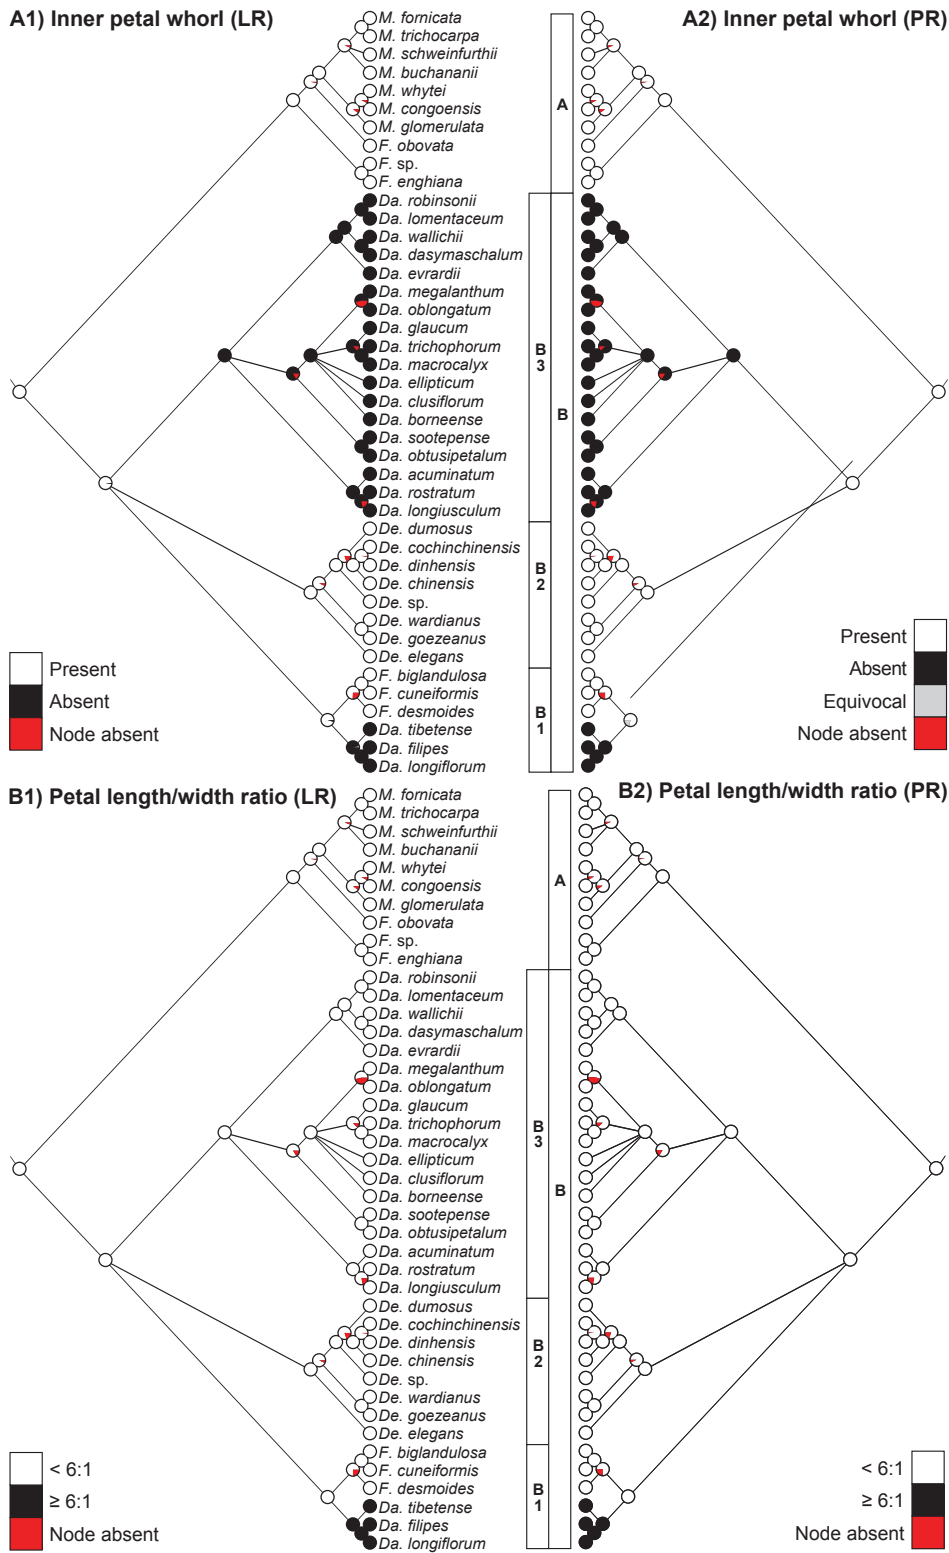 A1) Inner petal whorl (LR)
A2) Inner petal whorl (PR)
M. fornicata
M. trichocarpa
M. schweinfurthii
M. buchananii
M. whytei
M. congoensis
M. glomerulata
F. obovata
F. sp.
F. enghiana
Da. robinsonii
Da. lomentaceum
Da. wallichii
Da. dasymaschalum
Da. evrardii
Da. megalanthum
Da. oblongatum
Da. glaucum
Da. trichophorum
Da. macrocalyx
Da. ellipticum
Da. clusiflorum
Da. borneense
Da. sootepense
Da. obtusipetalum
Da. acuminatum
Da. rostratum
Da. longiusculum
De. dumosus
De. cochinchinensis
De. dinhensis
De. chinensis
De. sp.
De. wardianus
De. goezeanus
De. elegans
F. biglandulosa
F. cuneiformis
F. desmoides
Da. tibetense
Da. filipes
Da. longiflorum
A
B
3
B
B
2
B
1
Present
Absent
Node absent
Present
Absent
Equivocal
Node absent
B1) Petal length/width ratio (LR)
B2) Petal length/width ratio (PR)
M. fornicata
M. trichocarpa
M. schweinfurthii
M. buchananii
M. whytei
M. congoensis
M. glomerulata
F. obovata
F. sp.
F. enghiana
Da. robinsonii
Da. lomentaceum
Da. wallichii
Da. dasymaschalum
Da. evrardii
Da. megalanthum
Da. oblongatum
Da. glaucum
Da. trichophorum
Da. macrocalyx
Da. ellipticum
Da. clusiflorum
Da. borneense
Da. sootepense
Da. obtusipetalum
Da. acuminatum
Da. rostratum
Da. longiusculum
De. dumosus
De. cochinchinensis
De. dinhensis
De. chinensis
De. sp.
De. wardianus
De. goezeanus
De. elegans
F. biglandulosa
F. cuneiformis
F. desmoides
Da. tibetense
Da. filipes
Da. longiflorum
A
B
3
B
B
2
B
1
< 6:1
≥ 6:1
Node absent
< 6:1
≥ 6:1
Node absent